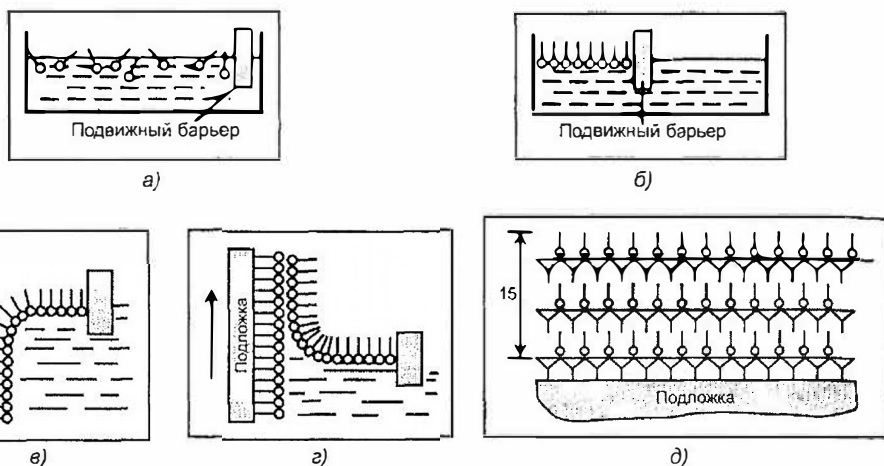 Подвижный барьер
Подвижный барьер
а)
б)
Подложка
15
Подложка
в)
г)
д)